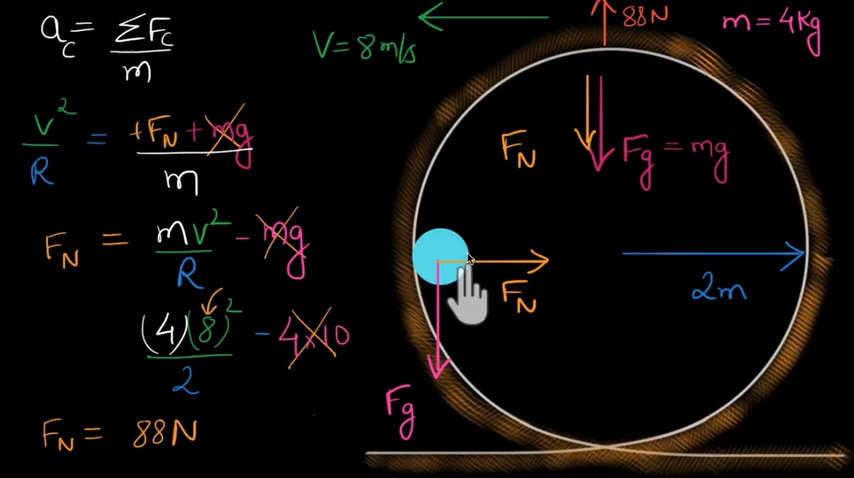 a_c = ΣF_c / m
v² / R = +F_N + mg / m
F_N = mv² / R - mg
(4)(8)² / 2 - 4×10
F_N = 88N
V = 8 m/s
88N
m = 4Kg
F_N
F_g = mg
F_N
2m
F_g